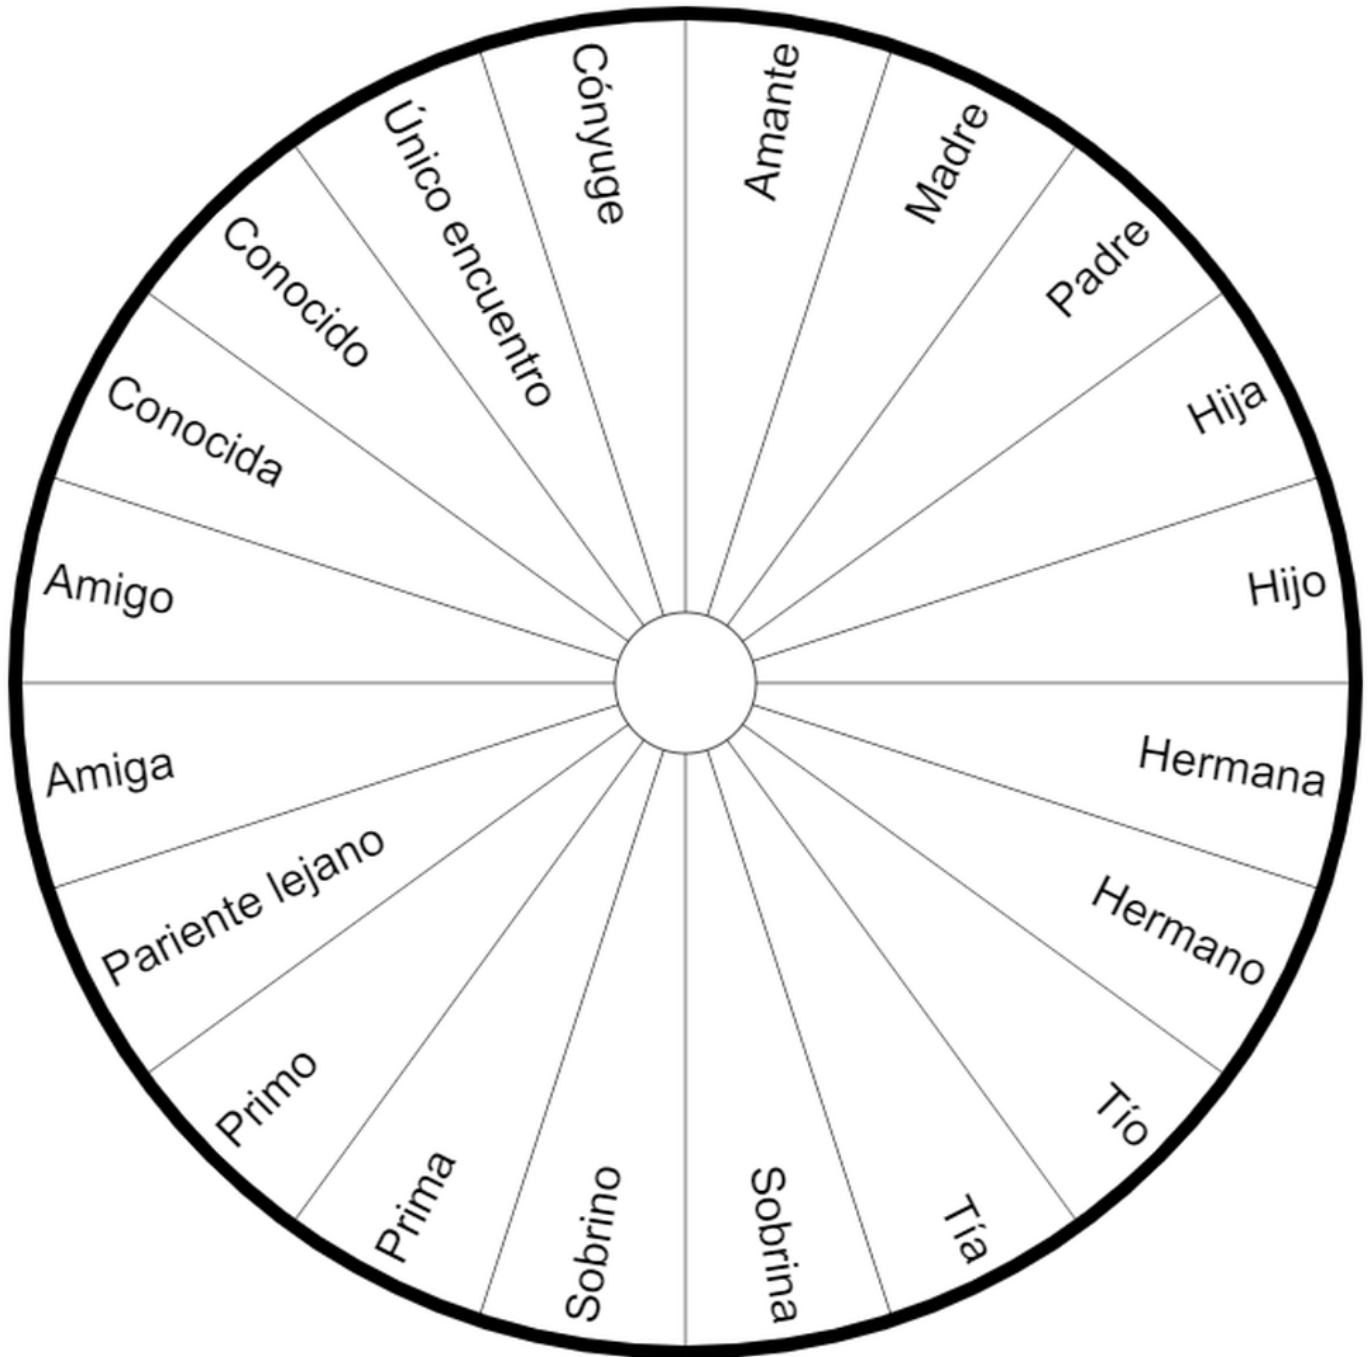 Amante
Madre
Padre
Hija
Hijo
Hermana
Hermano
Tío
Tía
Sobrina
Sobrino
Prima
Primo
Pariente lejano
Amiga
Amigo
Conocida
Conocido
Único encuentro
Cónyuge